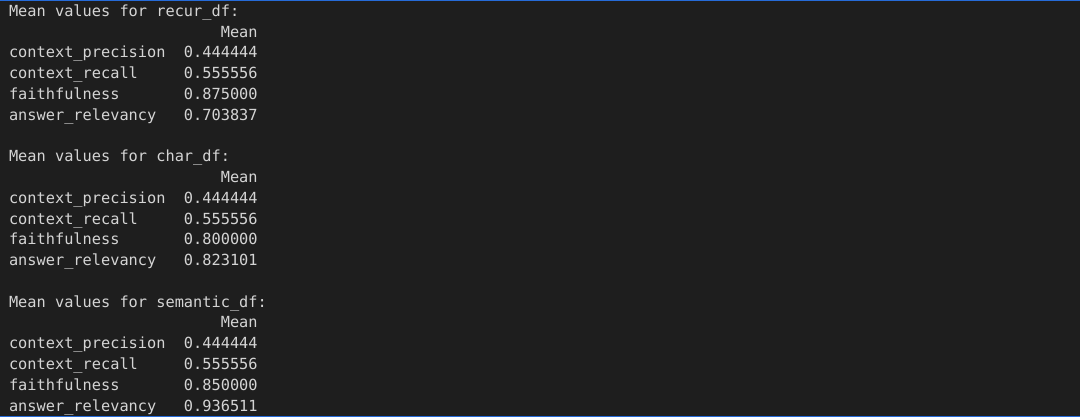 Mean values for recur_df:
Mean
context_precision 0.444444
context_recall 0.555556
faithfulness 0.875000
answer_relevancy 0.703837
Mean values for char_df:
Mean
context_precision 0.444444
context_recall 0.555556
faithfulness 0.800000
answer_relevancy 0.823101
Mean values for semantic_df:
Mean
context_precision 0.444444
context_recall 0.555556
faithfulness 0.850000
answer_relevancy 0.936511